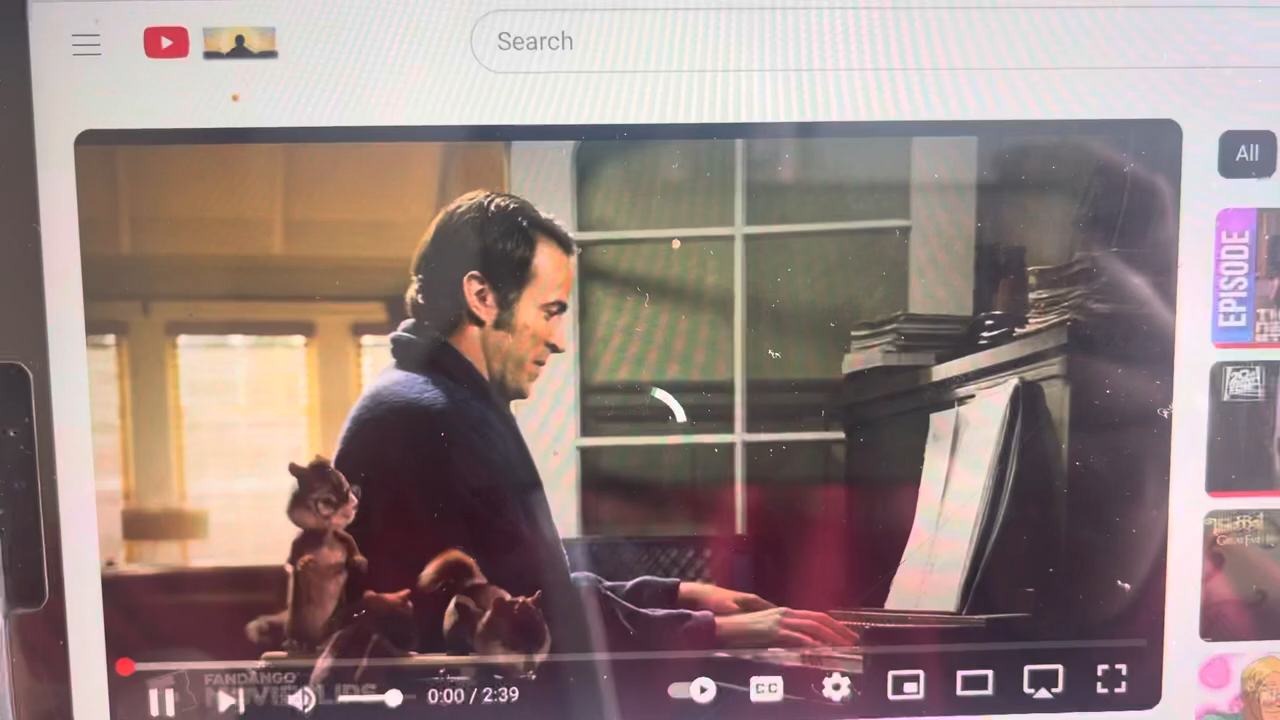 Search
All
EPISODE
FANDANGO
MOVIECLIPS
0:00 / 2:39
CC